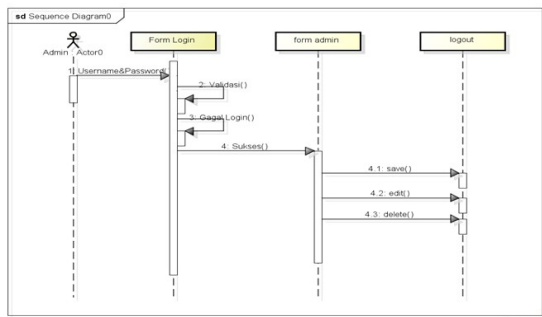 sd Sequence Diagram0
Admin : Actor0
Form Login
form admin
logout
1: Username&Password()
2: Validasi()
3: Gagal Login()
4: Sukses()
4.1: save()
4.2: edit()
4.3: delete()